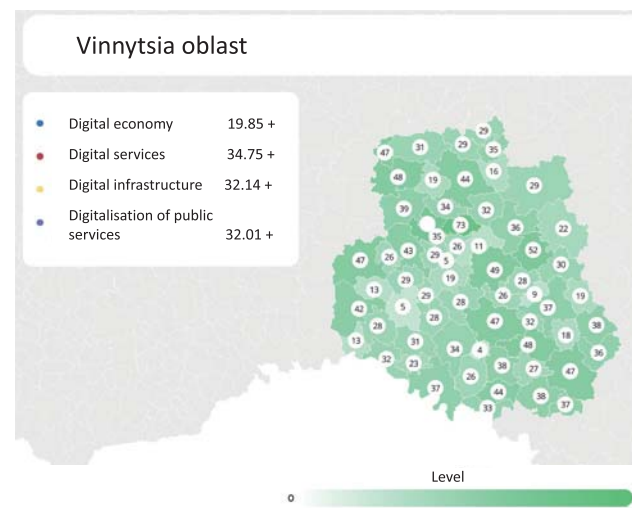 Vinnytsia oblast
Digital economy 19.85 +
Digital services 34.75 +
Digital infrastructure 32.14 +
Digitalisation of public
services 32.01 +
29
47 31 29 35
48 19 44 16 29
39 34 32
73 36 22
35
26 11
47 26 43 29 5 52 30
49
29 19 28
13 29 26 9 19
42 5 28 37
28 28 47 32 38
18
13 31 34 4 48 36
32 23 38 27 47
26
37 44 38
33 37
Level
0